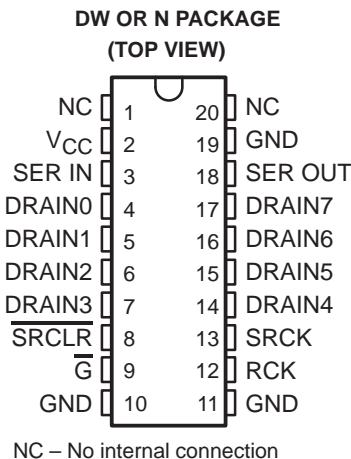 DW OR N PACKAGE
(TOP VIEW)
NC 1 20 NC
VCC 2 19 GND
SER IN 3 18 SER OUT
DRAIN0 4 17 DRAIN7
DRAIN1 5 16 DRAIN6
DRAIN2 6 15 DRAIN5
DRAIN3 7 14 DRAIN4
SRCLR 8 13 SRCK
G 9 12 RCK
GND 10 11 GND
NC – No internal connection